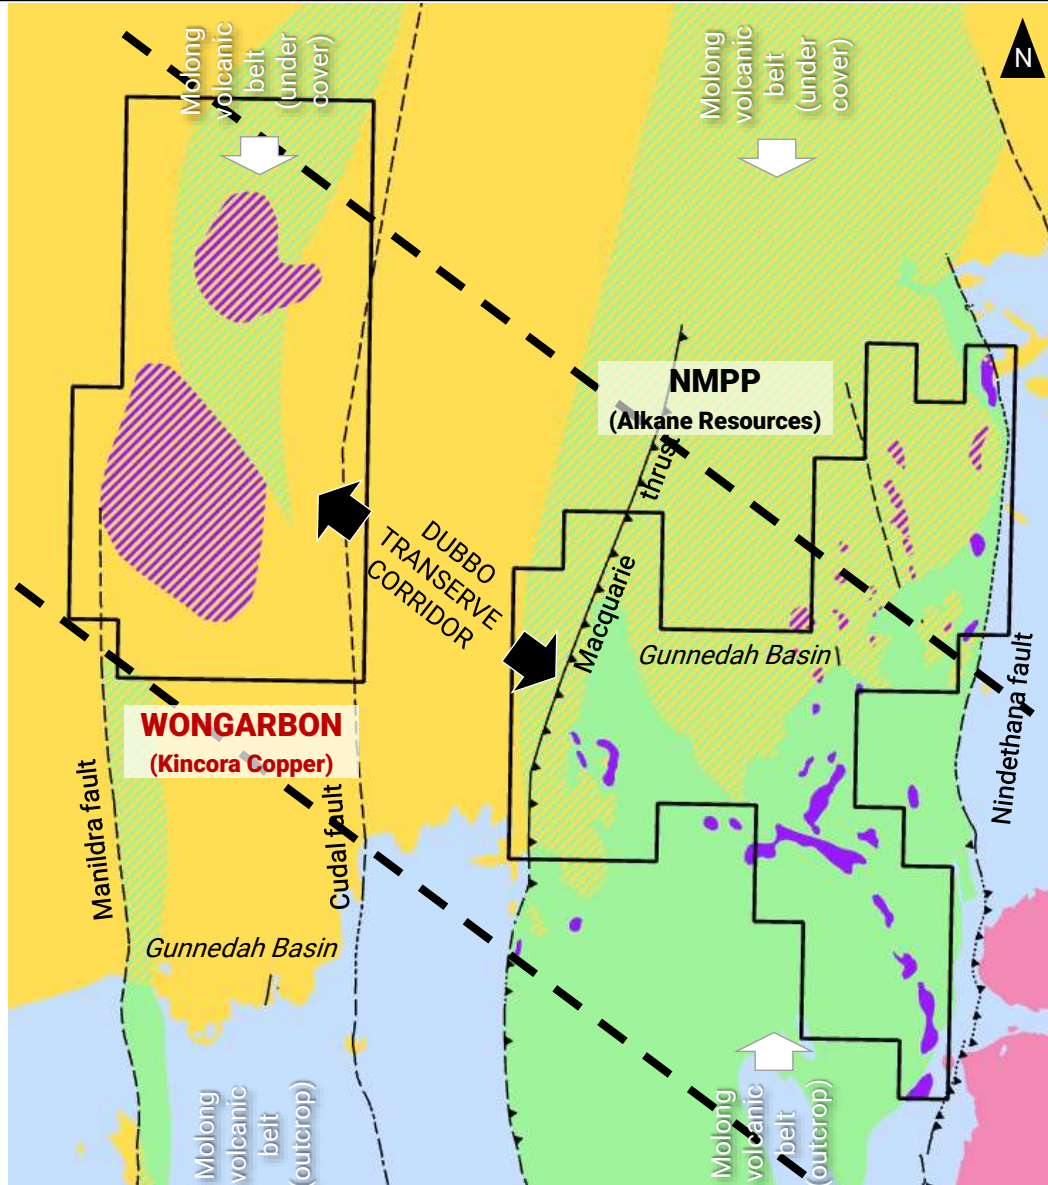 Molong
volcanic
belt
(under
cover)
Molong
volcanic
belt
(under
cover)
N
NMPP
(Alkane Resources)
Macquarie
thrust
DUBBO
TRANSERVE
CORRIDOR
Gunnedah Basin
Nindethana fault
WONGARBON
(Kincora Copper)
Manildra fault
Cudal fault
Gunnedah Basin
Molong
volcanic
belt
(outcrop)
Molong
volcanic
belt
(outcrop)